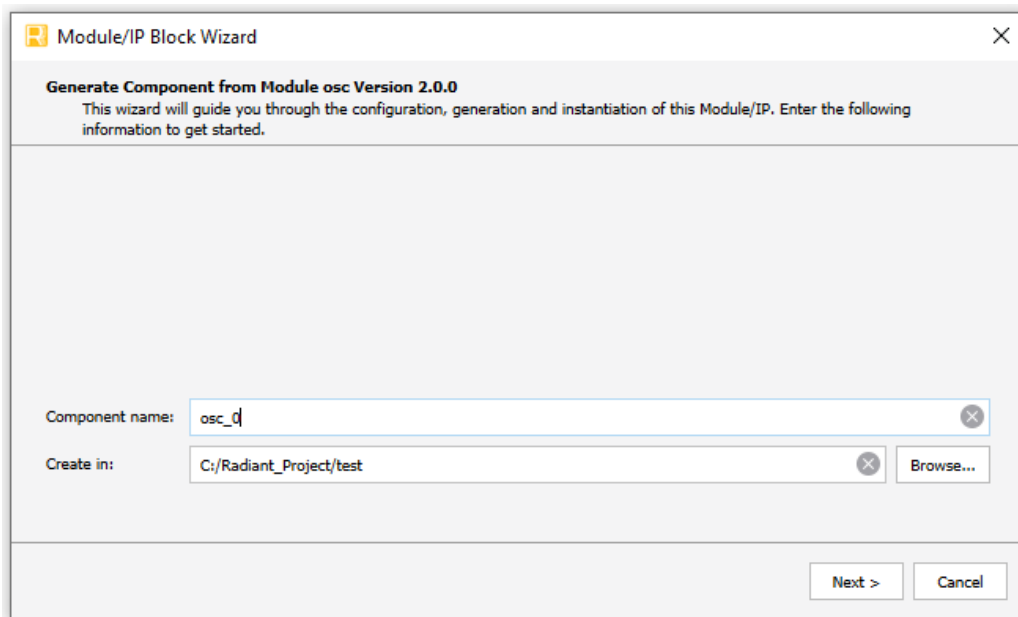 Module/IP Block Wizard
Generate Component from Module osc Version 2.0.0
This wizard will guide you through the configuration, generation and instantiation of this Module/IP. Enter the following
information to get started.
Component name: osc_0
Create in: C:/Radiant_Project/test Browse...
Next > Cancel